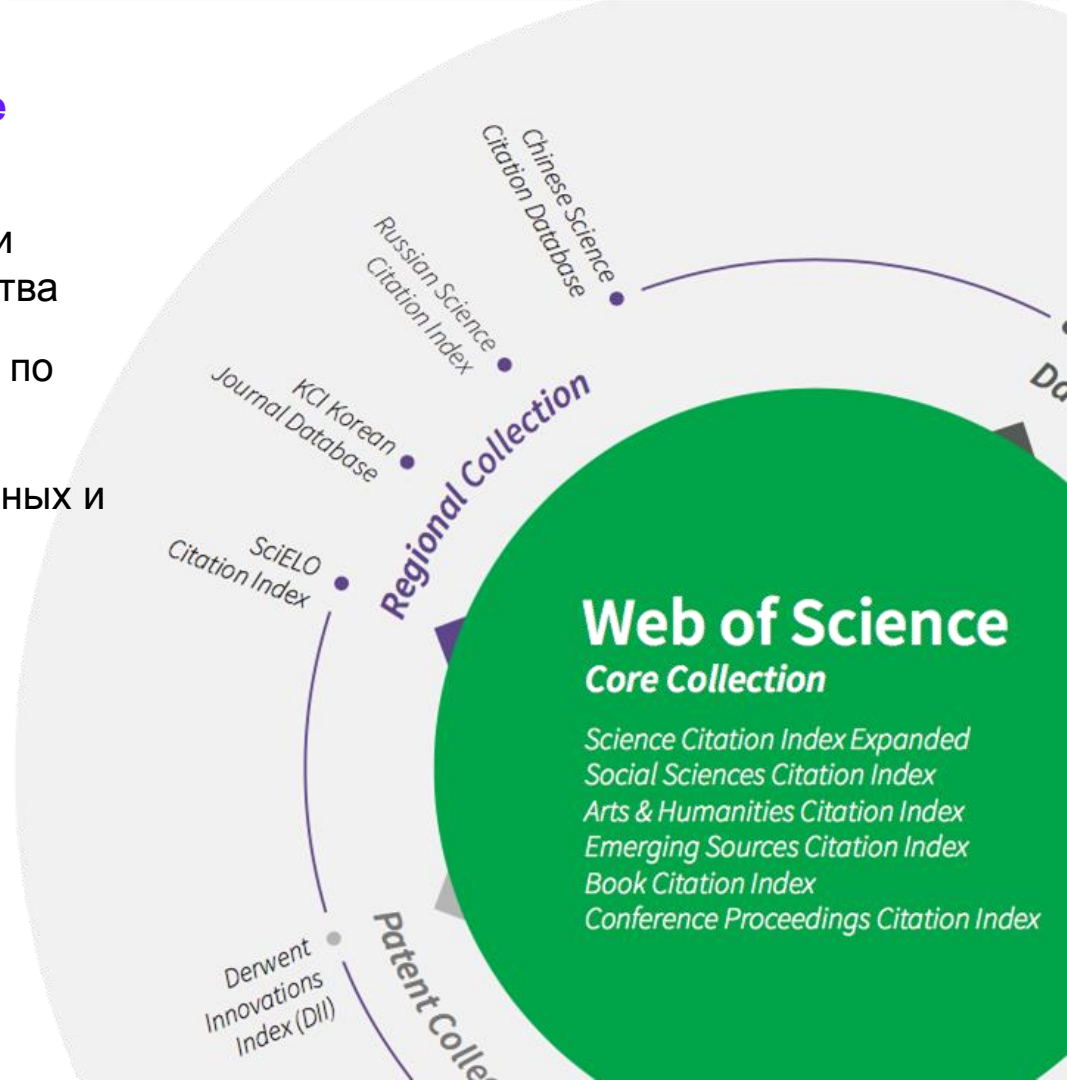 е
и
тва
по
ных и
Chinese Science
Citation Database
Russian Science
Citation Index
KCI Korean
Journal Database
SciELO
Citation Index
Regional Collection
Derwent
Innovations
Index (DII)
Patent Colle
Da
Web of Science
Core Collection
Science Citation Index Expanded
Social Sciences Citation Index
Arts & Humanities Citation Index
Emerging Sources Citation Index
Book Citation Index
Conference Proceedings Citation Index